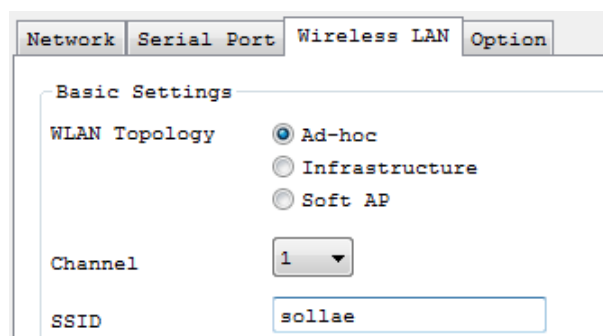 Network Serial Port Wireless LAN Option
Basic Settings
WLAN Topology Ad-hoc
Infrastructure
Soft AP
Channel 1
SSID sollae